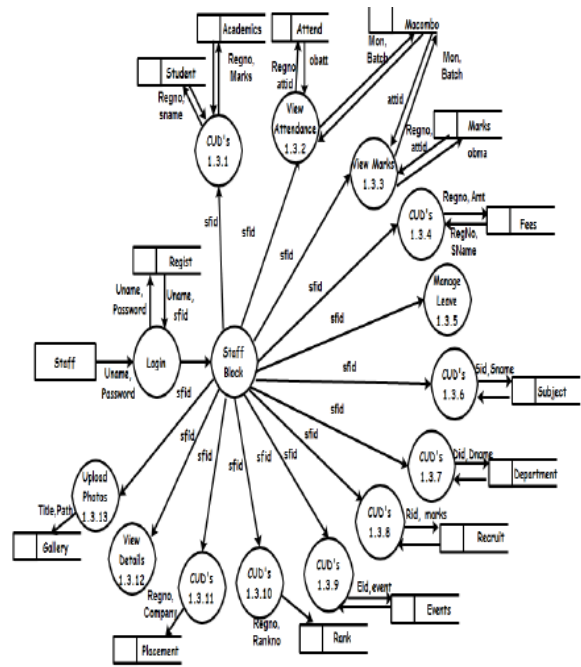 Academics
Attend
Macombo
Student
Regno,
Marks
Regno,
attid
obatt
Mon,
Batch
Mon,
Batch
Regno,
sname
CUD's
1.3.1
View
Attendance
1.3.2
attid
Regno,
attid
Marks
obma
View Marks
1.3.3
Regno, Amt
CUD's
1.3.4
RegNo,
SName
Fees
sfid
sfid
sfid
sfid
Regist
Uname,
Password
Uname,
sfid
Manage
Leave
1.3.5
sfid
Staff
Login
Staff
Block
Uname,
Password
sfid
sfid
CUD's
1.3.6
Sid, Sname
Subject
sfid
CUD's
1.3.7
Did, Dname
Department
sfid
sfid
sfid
sfid
sfid
sfid
Upload
Photos
1.3.13
Title,Path
Gallery
View
Details
1.3.12
CUD's
1.3.11
Regno,
Company
Placement
CUD's
1.3.10
Regno,
Rankno
Rank
CUD's
1.3.9
EId, event
Events
CUD's
1.3.8
Rid, marks
Recruit